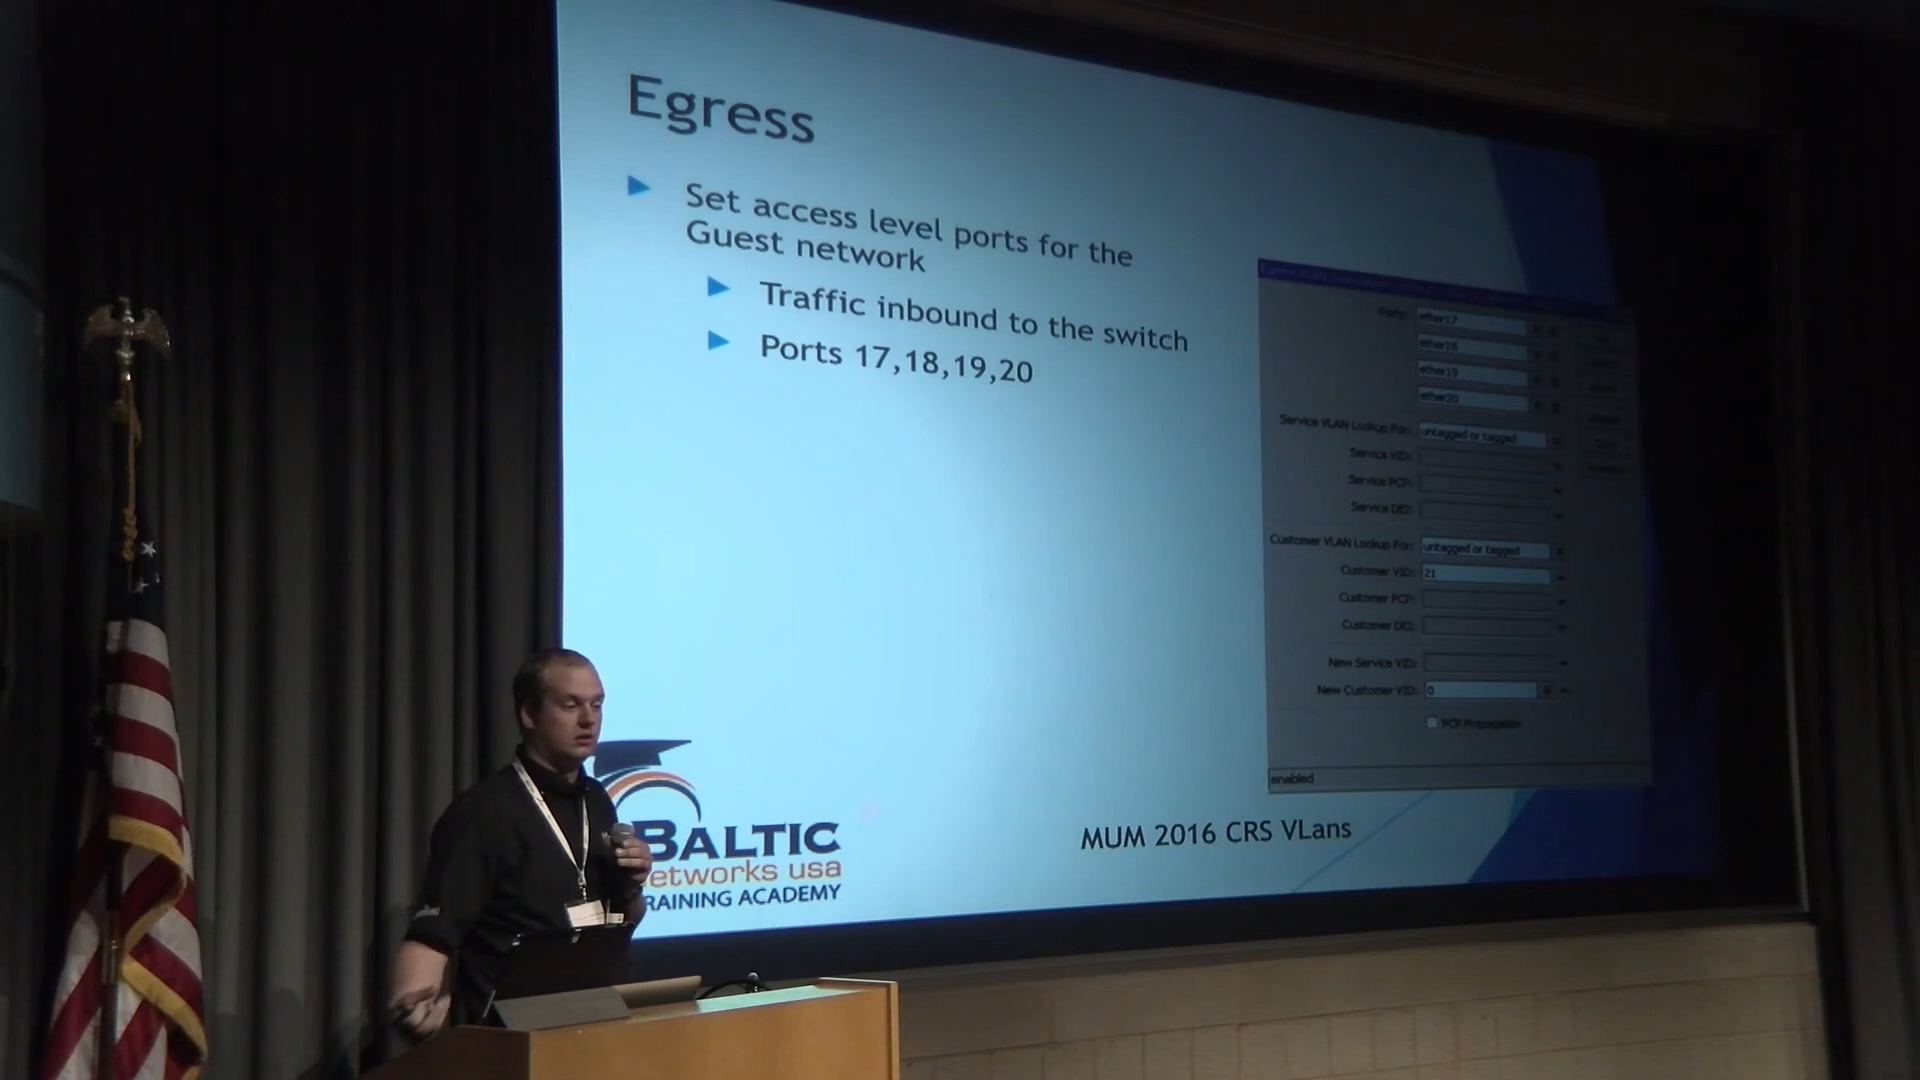 Egress
Set access level ports for the
Guest network
Traffic inbound to the switch
Ports 17,18,19,20
ether17
ether18
ether19
ether20
Service VLAN Lookup For: untagged or tagged
Service VID:
Service PCP:
Service DEI:
Customer VLAN Lookup For: untagged or tagged
Customer VID: 21
Customer PCP:
Customer DEI:
New Service VID:
New Customer VID: 0
PCP Propagation
enabled
BALTIC
etworks usa
RAINING ACADEMY
MUM 2016 CRS VLans